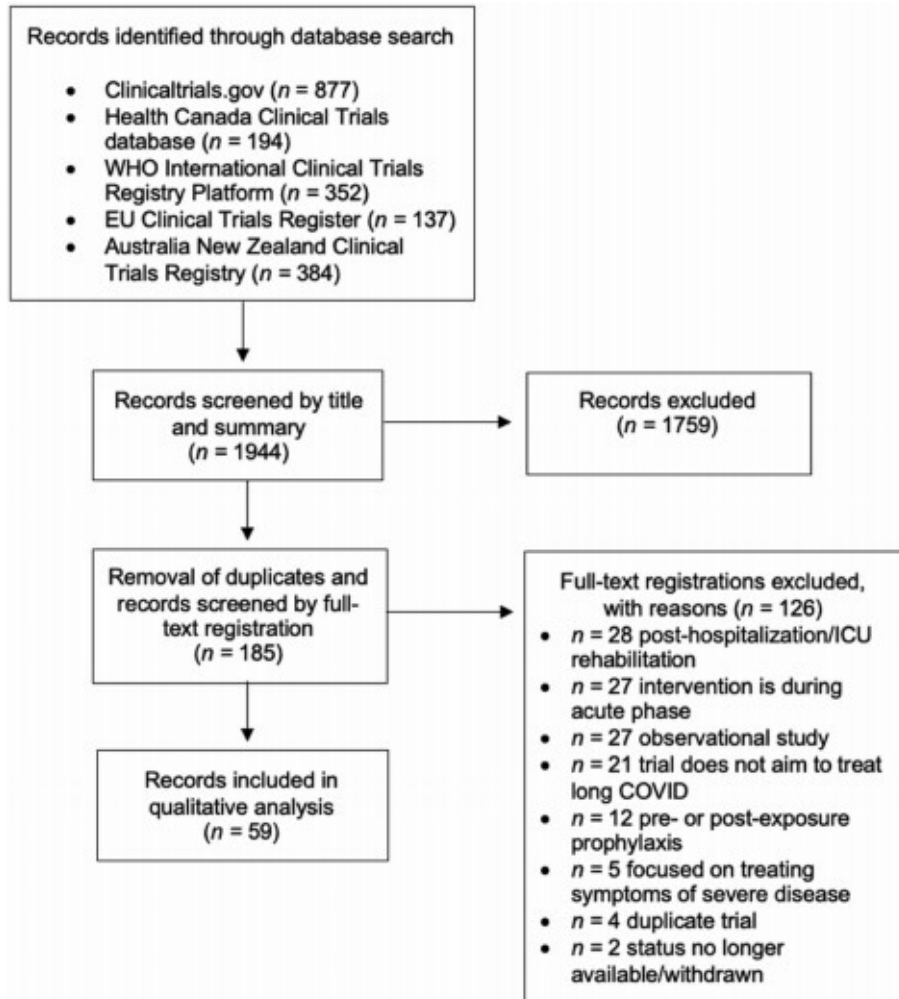 Records identified through database search
• Clinicaltrials.gov (n = 877)
• Health Canada Clinical Trials
database (n = 194)
• WHO International Clinical Trials
Registry Platform (n = 352)
• EU Clinical Trials Register (n = 137)
• Australia New Zealand Clinical
Trials Registry (n = 384)
Records screened by title
and summary
(n = 1944)
Records excluded
(n = 1759)
Removal of duplicates and
records screened by full-
text registration
(n = 185)
Full-text registrations excluded,
with reasons (n = 126)
• n = 28 post-hospitalization/ICU
rehabilitation
• n = 27 intervention is during
acute phase
• n = 27 observational study
• n = 21 trial does not aim to treat
long COVID
• n = 12 pre- or post-exposure
prophylaxis
• n = 5 focused on treating
symptoms of severe disease
• n = 4 duplicate trial
• n = 2 status no longer
available/withdrawn
Records included in
qualitative analysis
(n = 59)